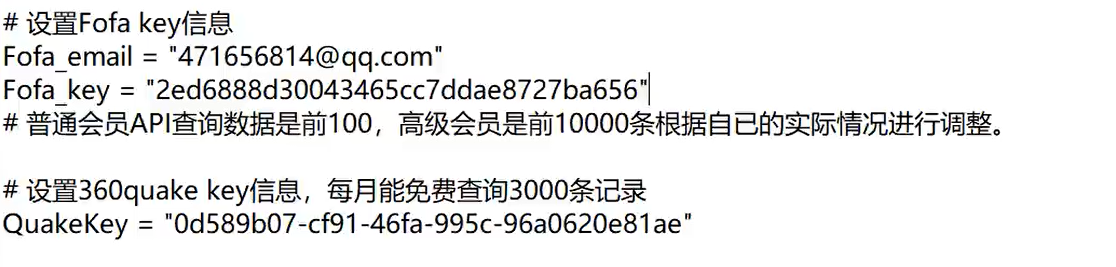 # 设置Fofa key信息
Fofa_email = "471656814@qq.com"
Fofa_key = "2ed6888d30043465cc7ddae8727ba656"
# 普通会员API查询数据是前100，高级会员是前10000条根据自已的实际情况进行调整。
# 设置360quake key信息，每月能免费查询3000条记录
QuakeKey = "0d589b07-cf91-46fa-995c-96a0620e81ae"